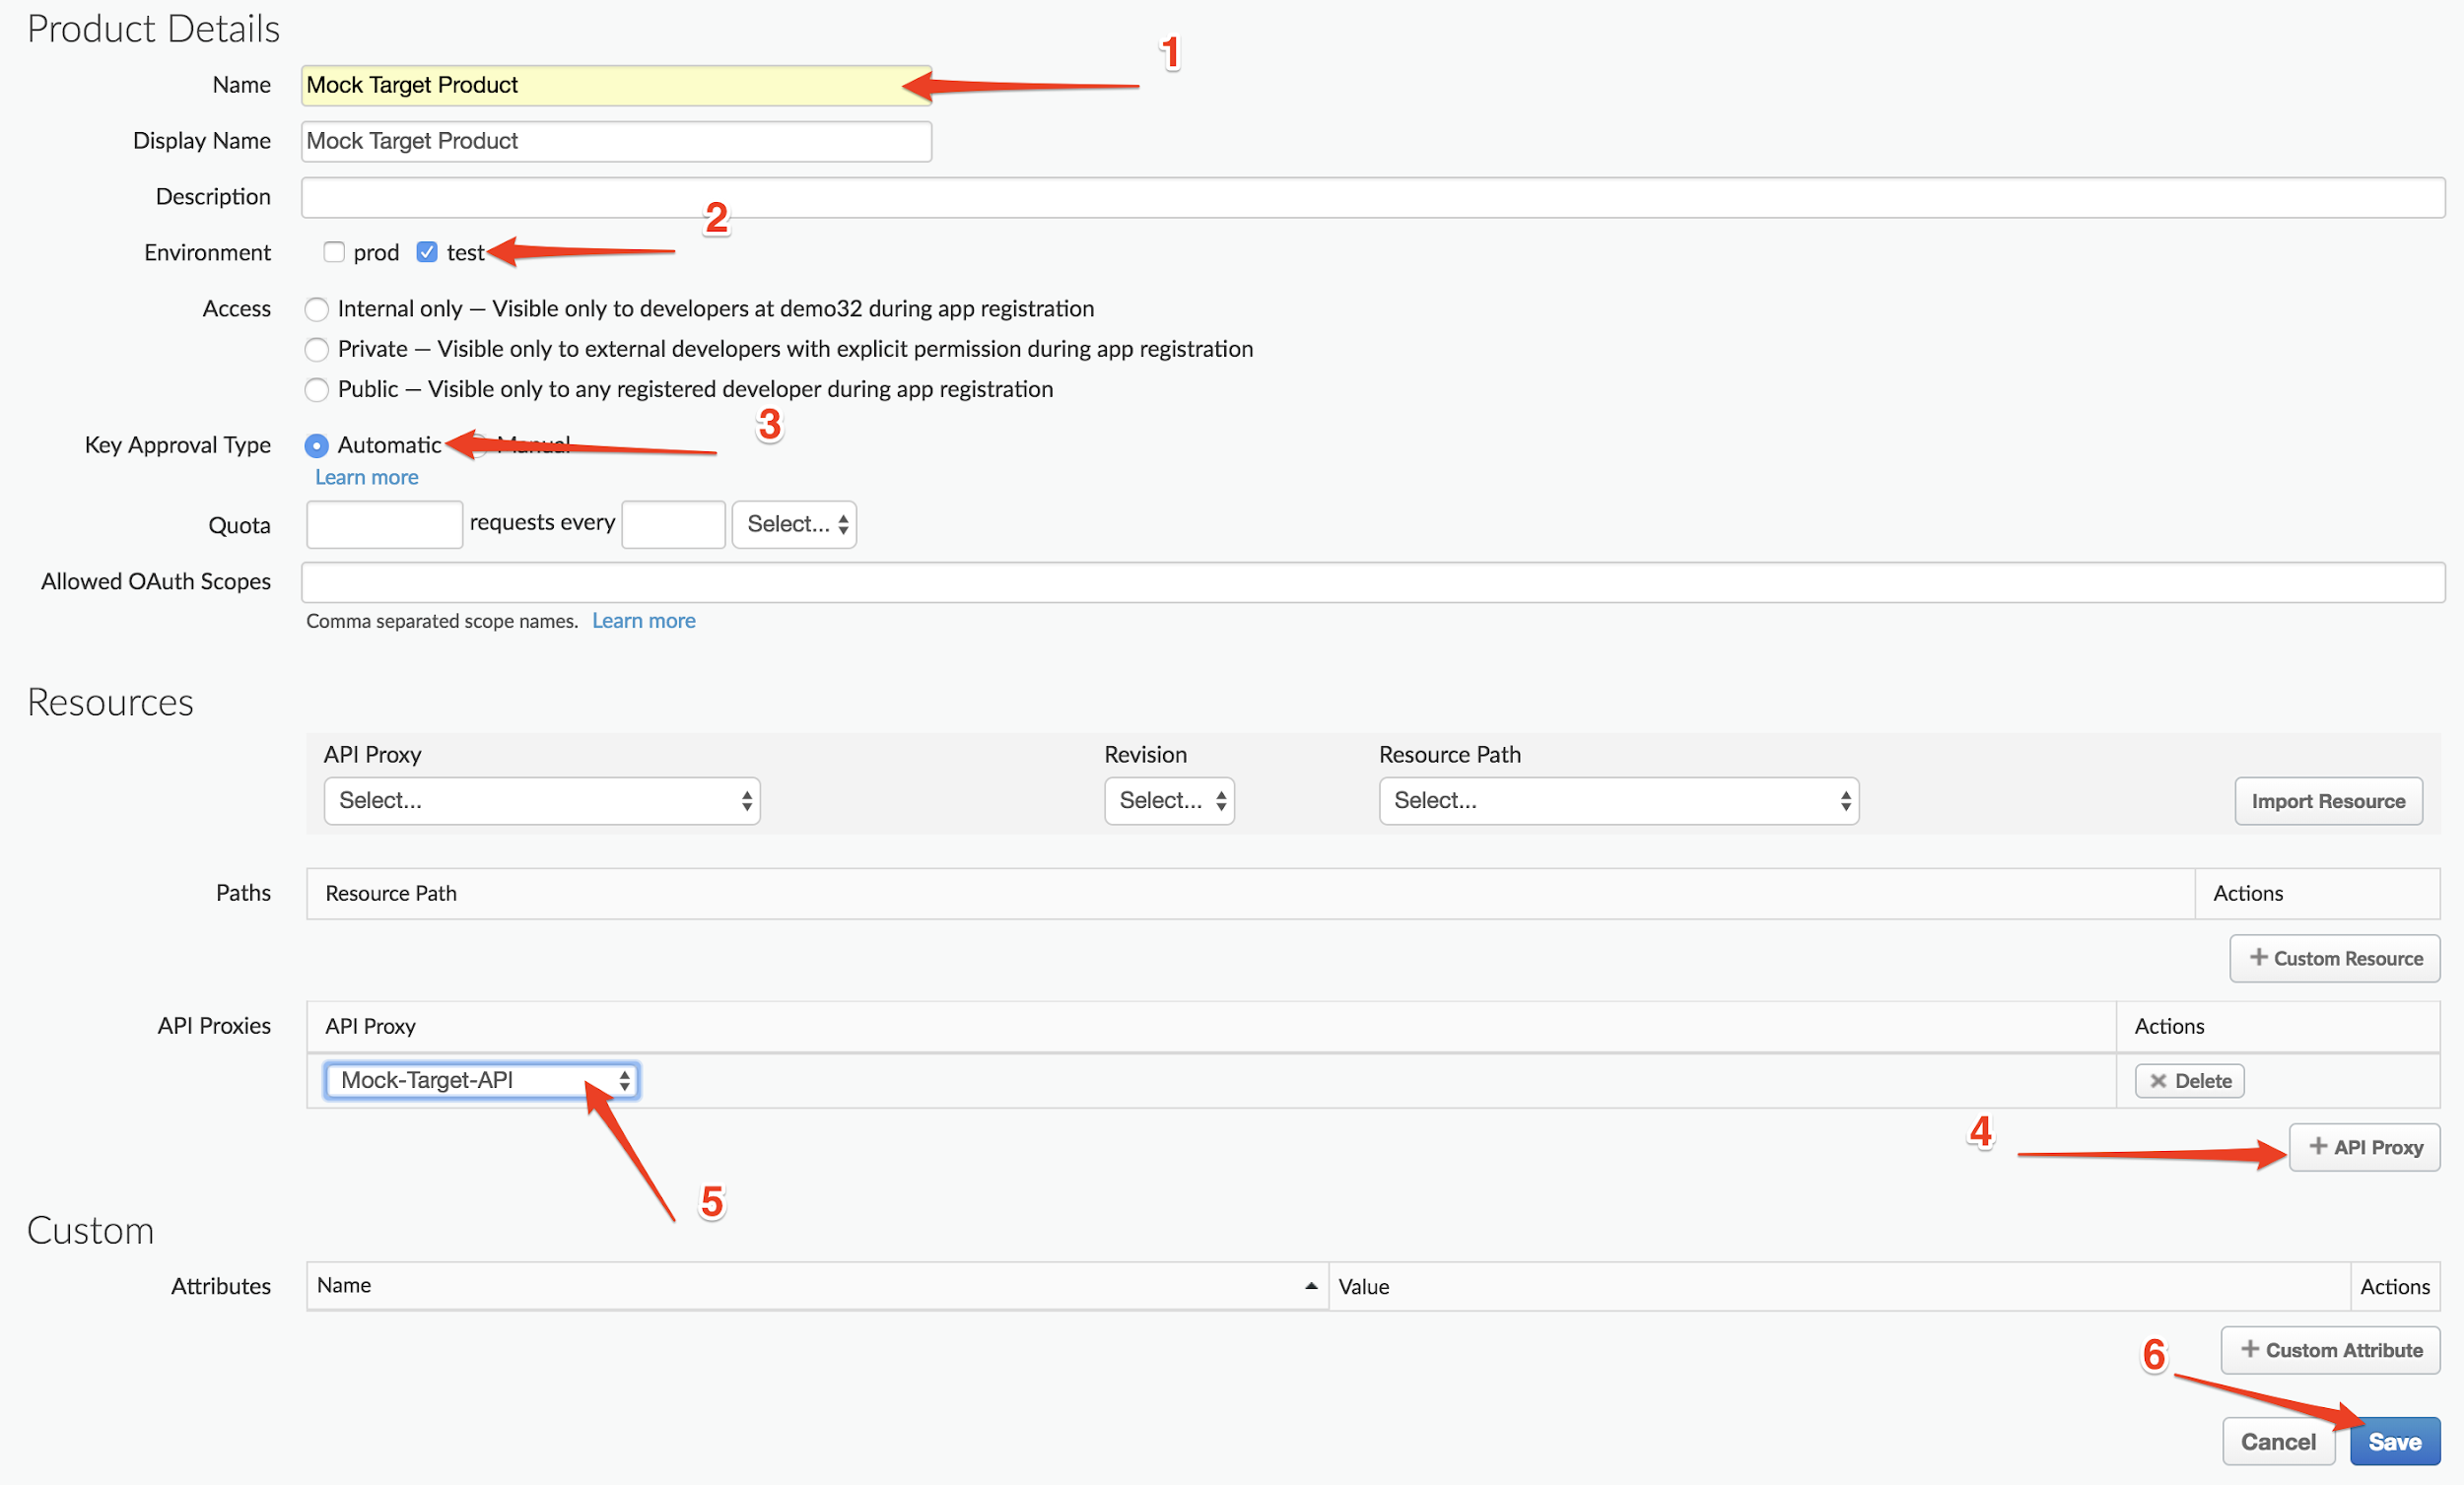 Product Details
1
Name Mock Target Product
Display Name Mock Target Product
Description
2
Environment prod test
Access Internal only — Visible only to developers at demo32 during app registration
Private — Visible only to external developers with explicit permission during app registration
Public — Visible only to any registered developer during app registration
3
Key Approval Type Automatic Manual
Learn more
Quota requests every Select...
Allowed OAuth Scopes
Comma separated scope names. Learn more
Resources
API Proxy Revision Resource Path
Select... Select... Select... Import Resource
Paths Resource Path Actions
+ Custom Resource
API Proxies API Proxy Actions
Mock-Target-API × Delete
4
+ API Proxy
5
Custom
Attributes Name Value Actions
+ Custom Attribute
6
Cancel Save